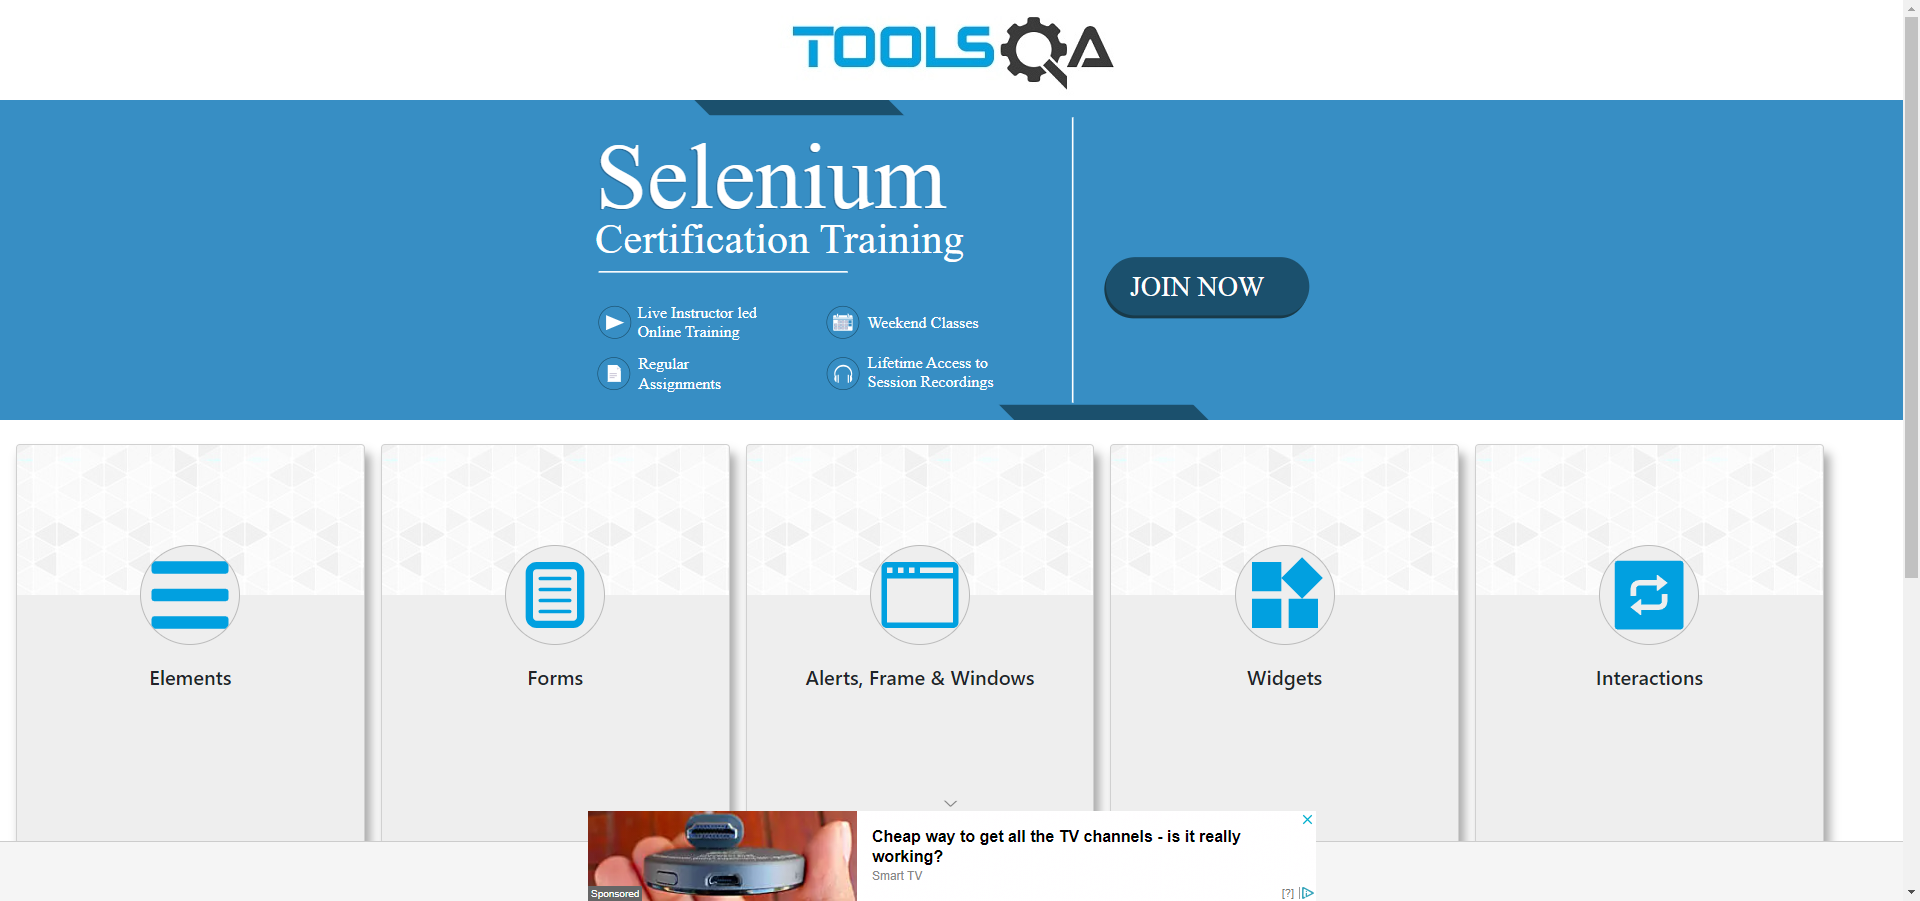 TOOLSQA
Selenium
Certification Training
Live Instructor led
Online Training
Weekend Classes
Regular
Assignments
Lifetime Access to
Session Recordings
JOIN NOW
Elements
Forms
Alerts, Frame & Windows
Widgets
Interactions
Cheap way to get all the TV channels - is it really
working?
Smart TV
Sponsored
[?]